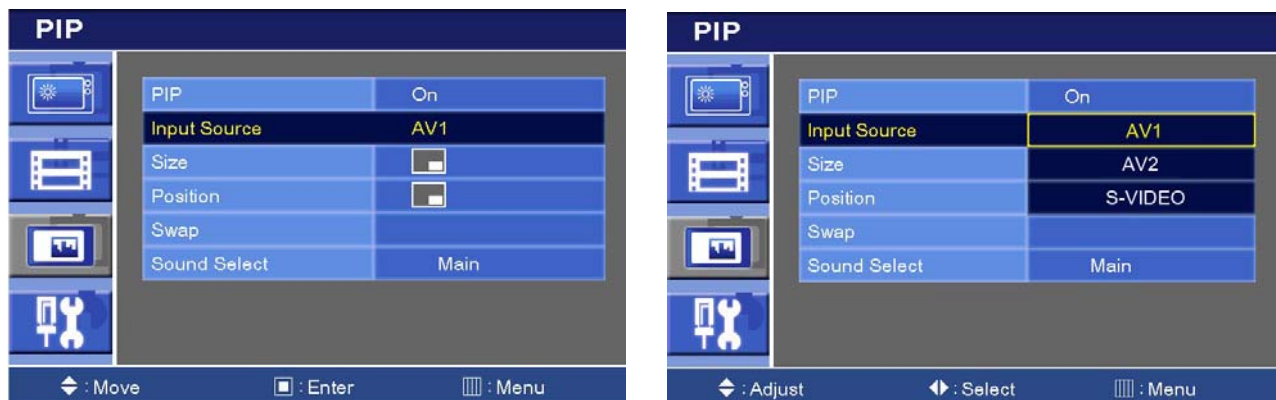 PIP
PIP On
Input Source AV1
Size
Position
Swap
Sound Select Main
: Move : Enter : Menu
PIP
PIP On
Input Source AV1
Size AV2
Position S-VIDEO
Swap
Sound Select Main
: Adjust : Select : Menu